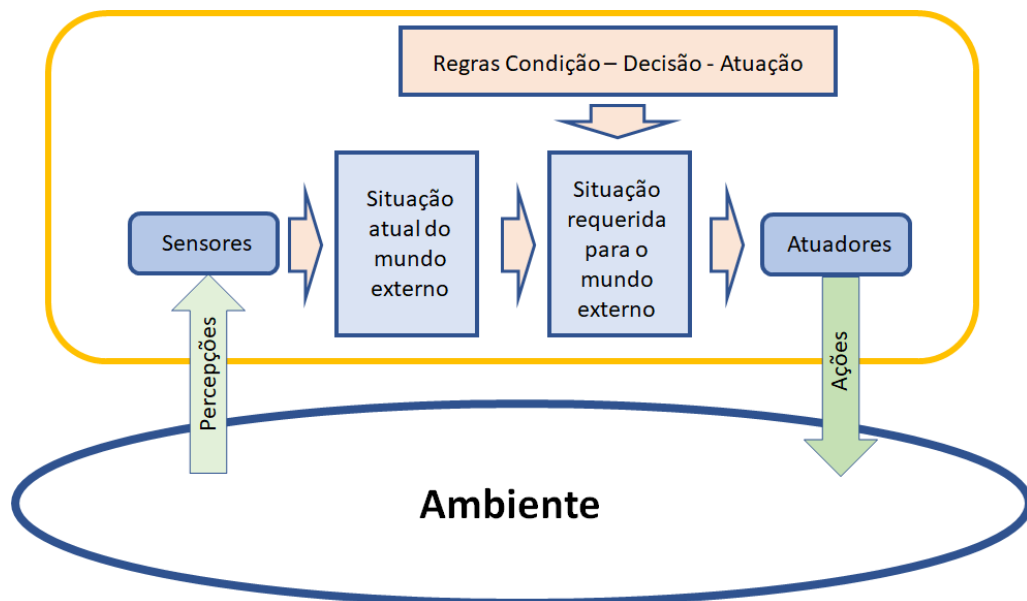 Regras Condição – Decisão - Atuação
Sensores
Situação
atual do
mundo
externo
Situação
requerida
para o
mundo
externo
Atuadores
Percepções
Ações
Ambiente